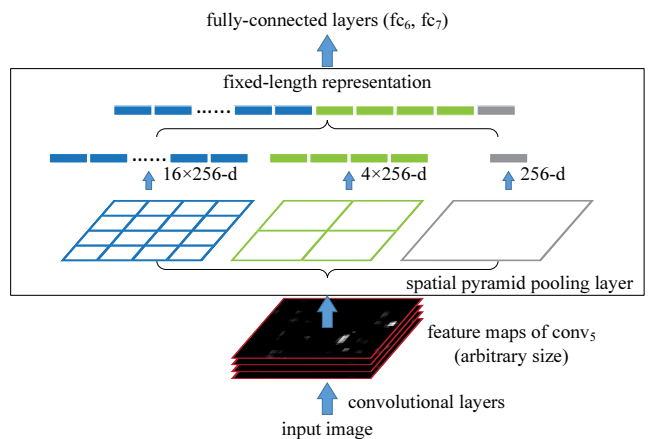 fully-connected layers (fc6, fc7)
fixed-length representation
......
......
16×256-d
4×256-d
256-d
spatial pyramid pooling layer
feature maps of conv5
(arbitrary size)
convolutional layers
input image